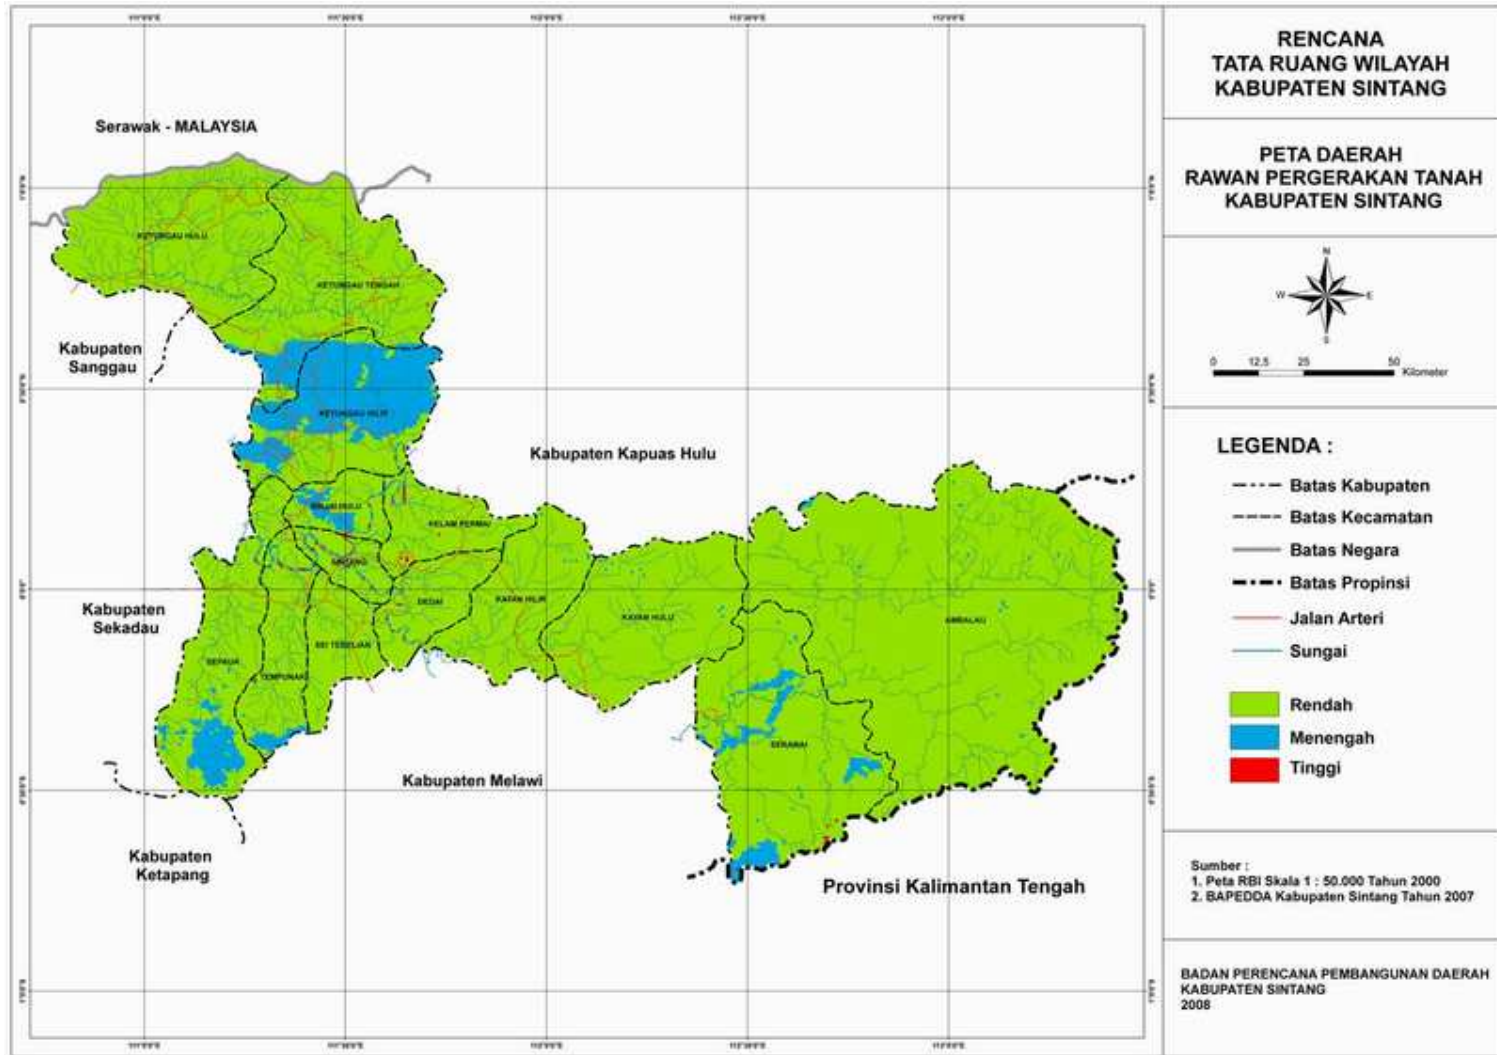 RENCANA
TATA RUANG WILAYAH
KABUPATEN SINTANG
PETA DAERAH
RAWAN PERGERAKAN TANAH
KABUPATEN SINTANG
N
W
E
S
0
12,5
25
50
Kilometer
LEGENDA :
Batas Kabupaten
Batas Kecamatan
Batas Negara
Batas Propinsi
Jalan Arteri
Sungai
Rendah
Menengah
Tinggi
Sumber :
1. Peta RBI Skala 1 : 50.000 Tahun 2000
2. BAPEDDA Kabupaten Sintang Tahun 2007
BADAN PERENCANA PEMBANGUNAN DAERAH
KABUPATEN SINTANG
2008
Serawak - MALAYSIA
KETUNGAU HULU
KETUNGAU TENGAH
Kabupaten
Sanggau
KETUNGAU HILIR
Kabupaten Kapuas Hulu
KELAM PERMAI
Kabupaten
Sekadau
DEDAI
KAYAN HILIR
KAYAN HULU
AMBALAU
SEI TEBELIAN
SEPAUK
TEMPUNAK
SERAWAI
Kabupaten Melawi
Kabupaten
Ketapang
Provinsi Kalimantan Tengah